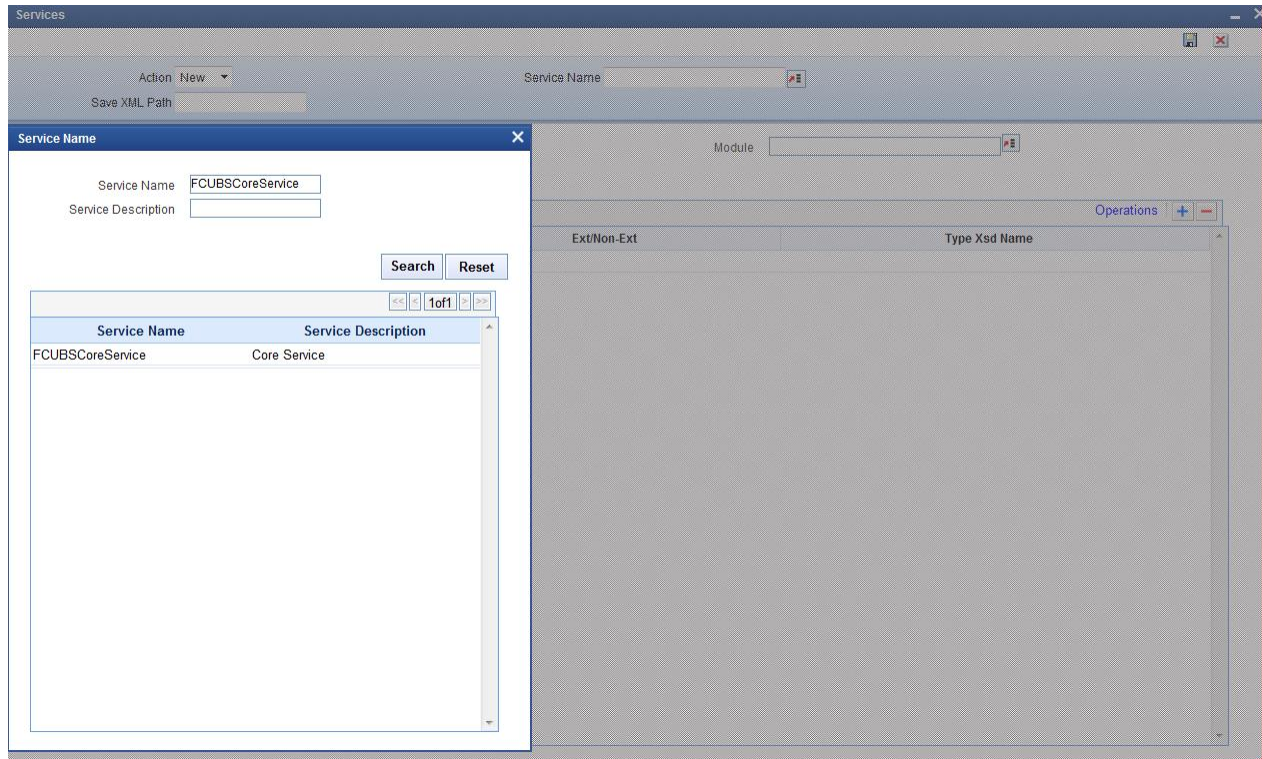 Services
Action New Service Name
Save XML Path
Service Name
Module
Service Name FCUBSCoreService
Service Description
Operations
Ext/Non-Ext Type Xsd Name
Search Reset
<< < 1of1 > >>
Service Name Service Description
FCUBSCoreService Core Service